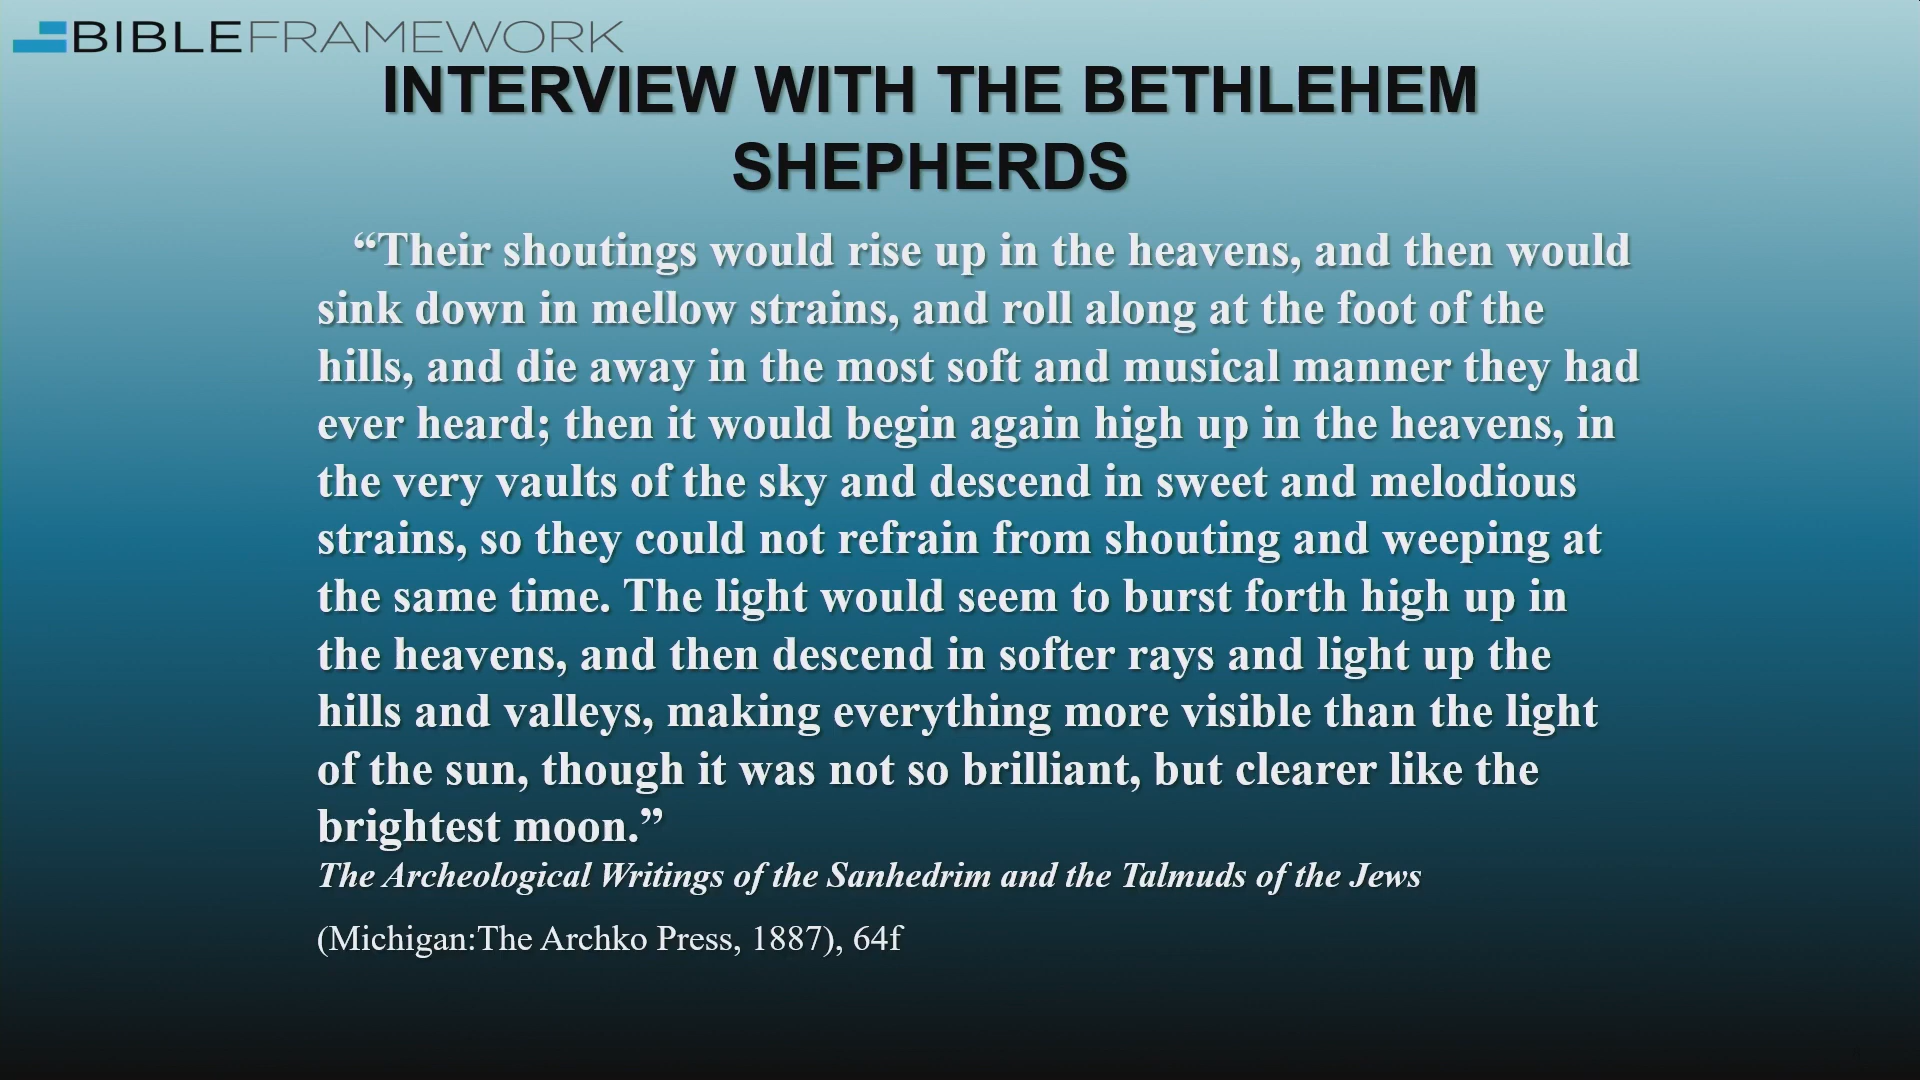 BIBLEFRAMEWORK
INTERVIEW WITH THE BETHLEHEM
SHEPHERDS
“Their shoutings would rise up in the heavens, and then would
sink down in mellow strains, and roll along at the foot of the
hills, and die away in the most soft and musical manner they had
ever heard; then it would begin again high up in the heavens, in
the very vaults of the sky and descend in sweet and melodious
strains, so they could not refrain from shouting and weeping at
the same time. The light would seem to burst forth high up in
the heavens, and then descend in softer rays and light up the
hills and valleys, making everything more visible than the light
of the sun, though it was not so brilliant, but clearer like the
brightest moon.”
The Archeological Writings of the Sanhedrim and the Talmuds of the Jews
(Michigan:The Archko Press, 1887), 64f